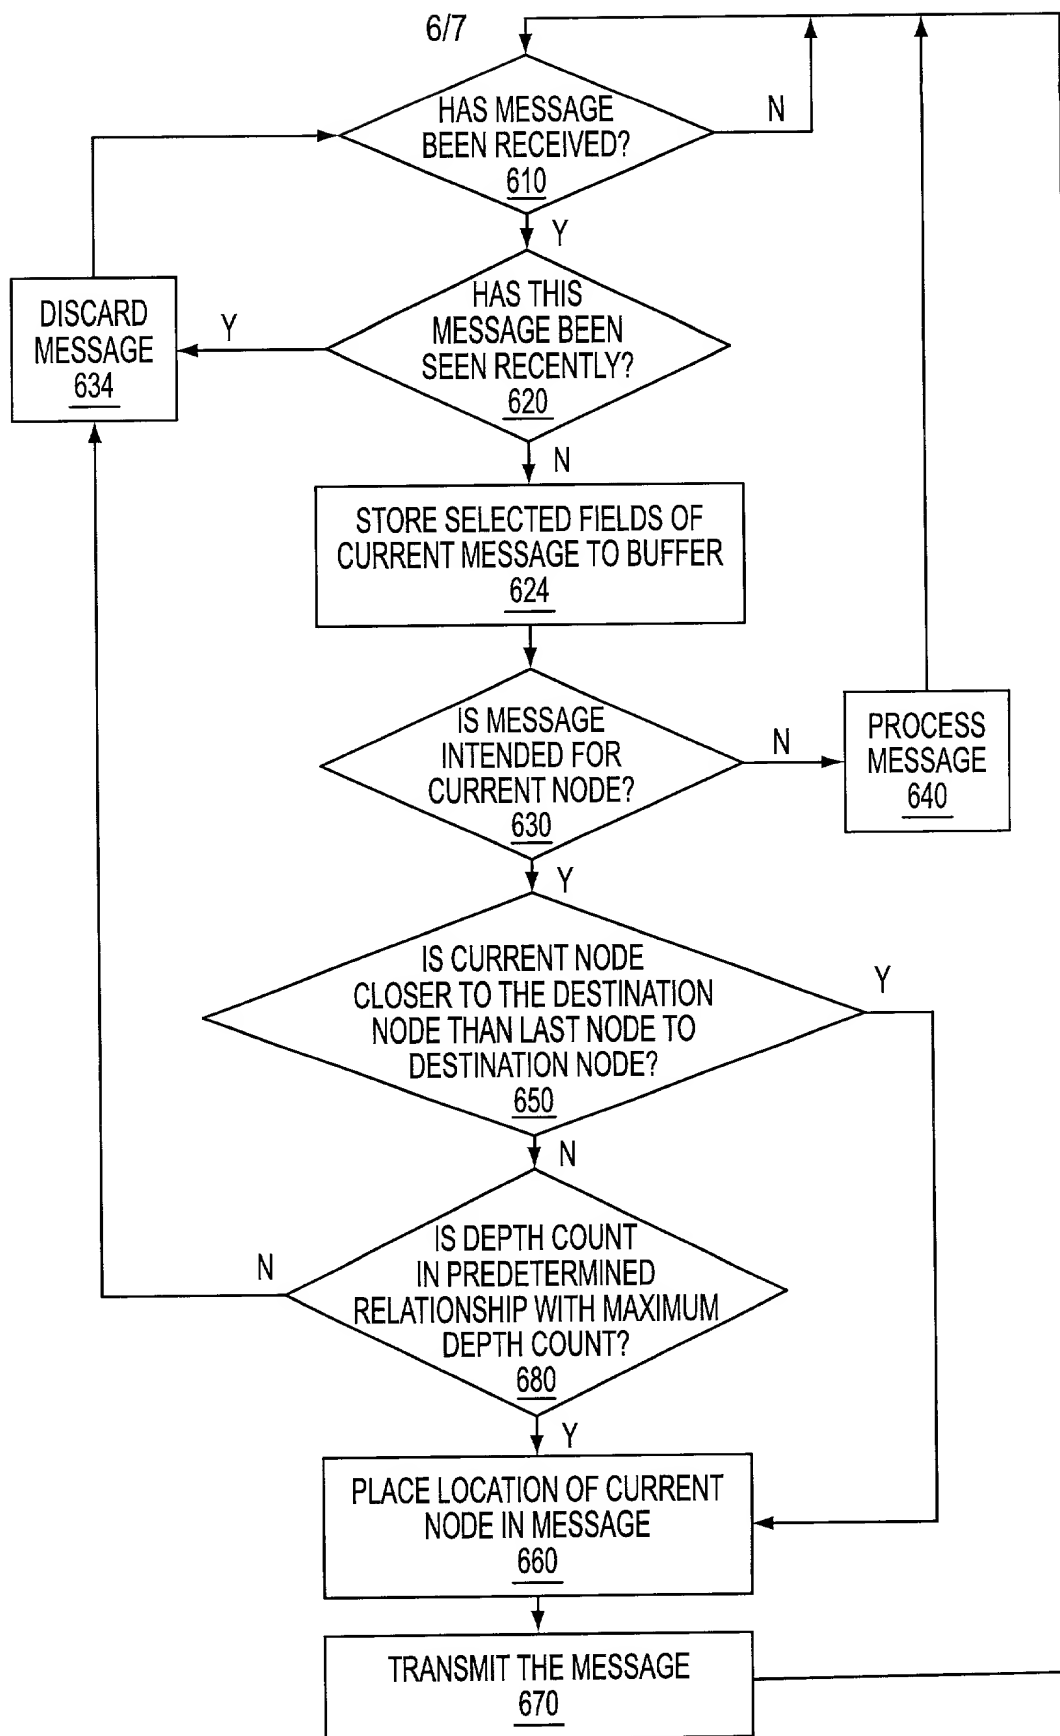 6/7
HAS MESSAGE
BEEN RECEIVED?
610
N
Y
HAS THIS
MESSAGE BEEN
SEEN RECENTLY?
620
Y
DISCARD
MESSAGE
634
N
STORE SELECTED FIELDS OF
CURRENT MESSAGE TO BUFFER
624
IS MESSAGE
INTENDED FOR
CURRENT NODE?
630
N
PROCESS
MESSAGE
640
Y
IS CURRENT NODE
CLOSER TO THE DESTINATION
NODE THAN LAST NODE TO
DESTINATION NODE?
650
Y
N
IS DEPTH COUNT
IN PREDETERMINED
RELATIONSHIP WITH MAXIMUM
DEPTH COUNT?
680
N
Y
PLACE LOCATION OF CURRENT
NODE IN MESSAGE
660
TRANSMIT THE MESSAGE
670